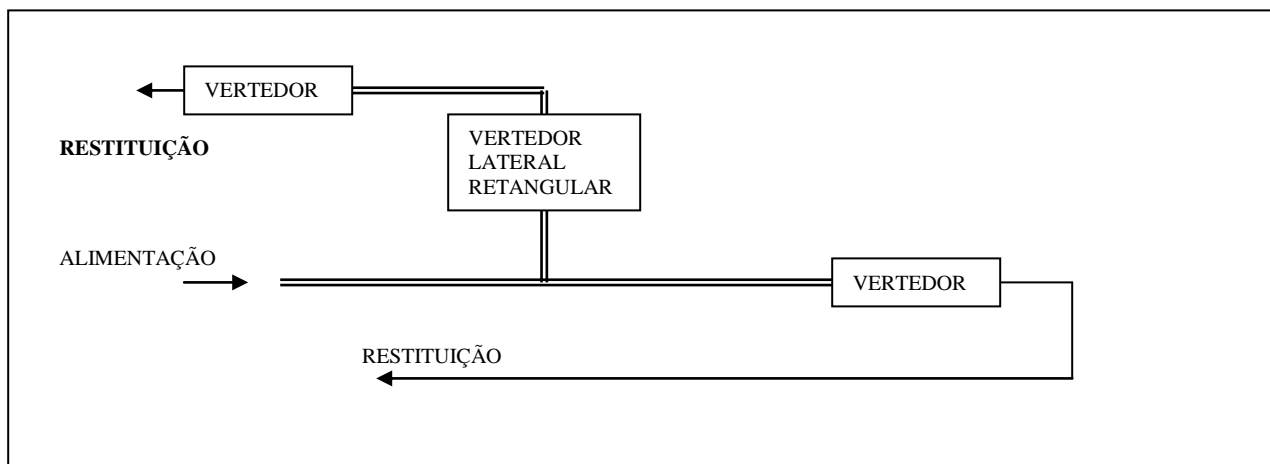 VERTEDOR
RESTITUIÇÃO
VERTEDOR
LATERAL
RETANGULAR
ALIMENTAÇÃO
VERTEDOR
RESTITUIÇÃO